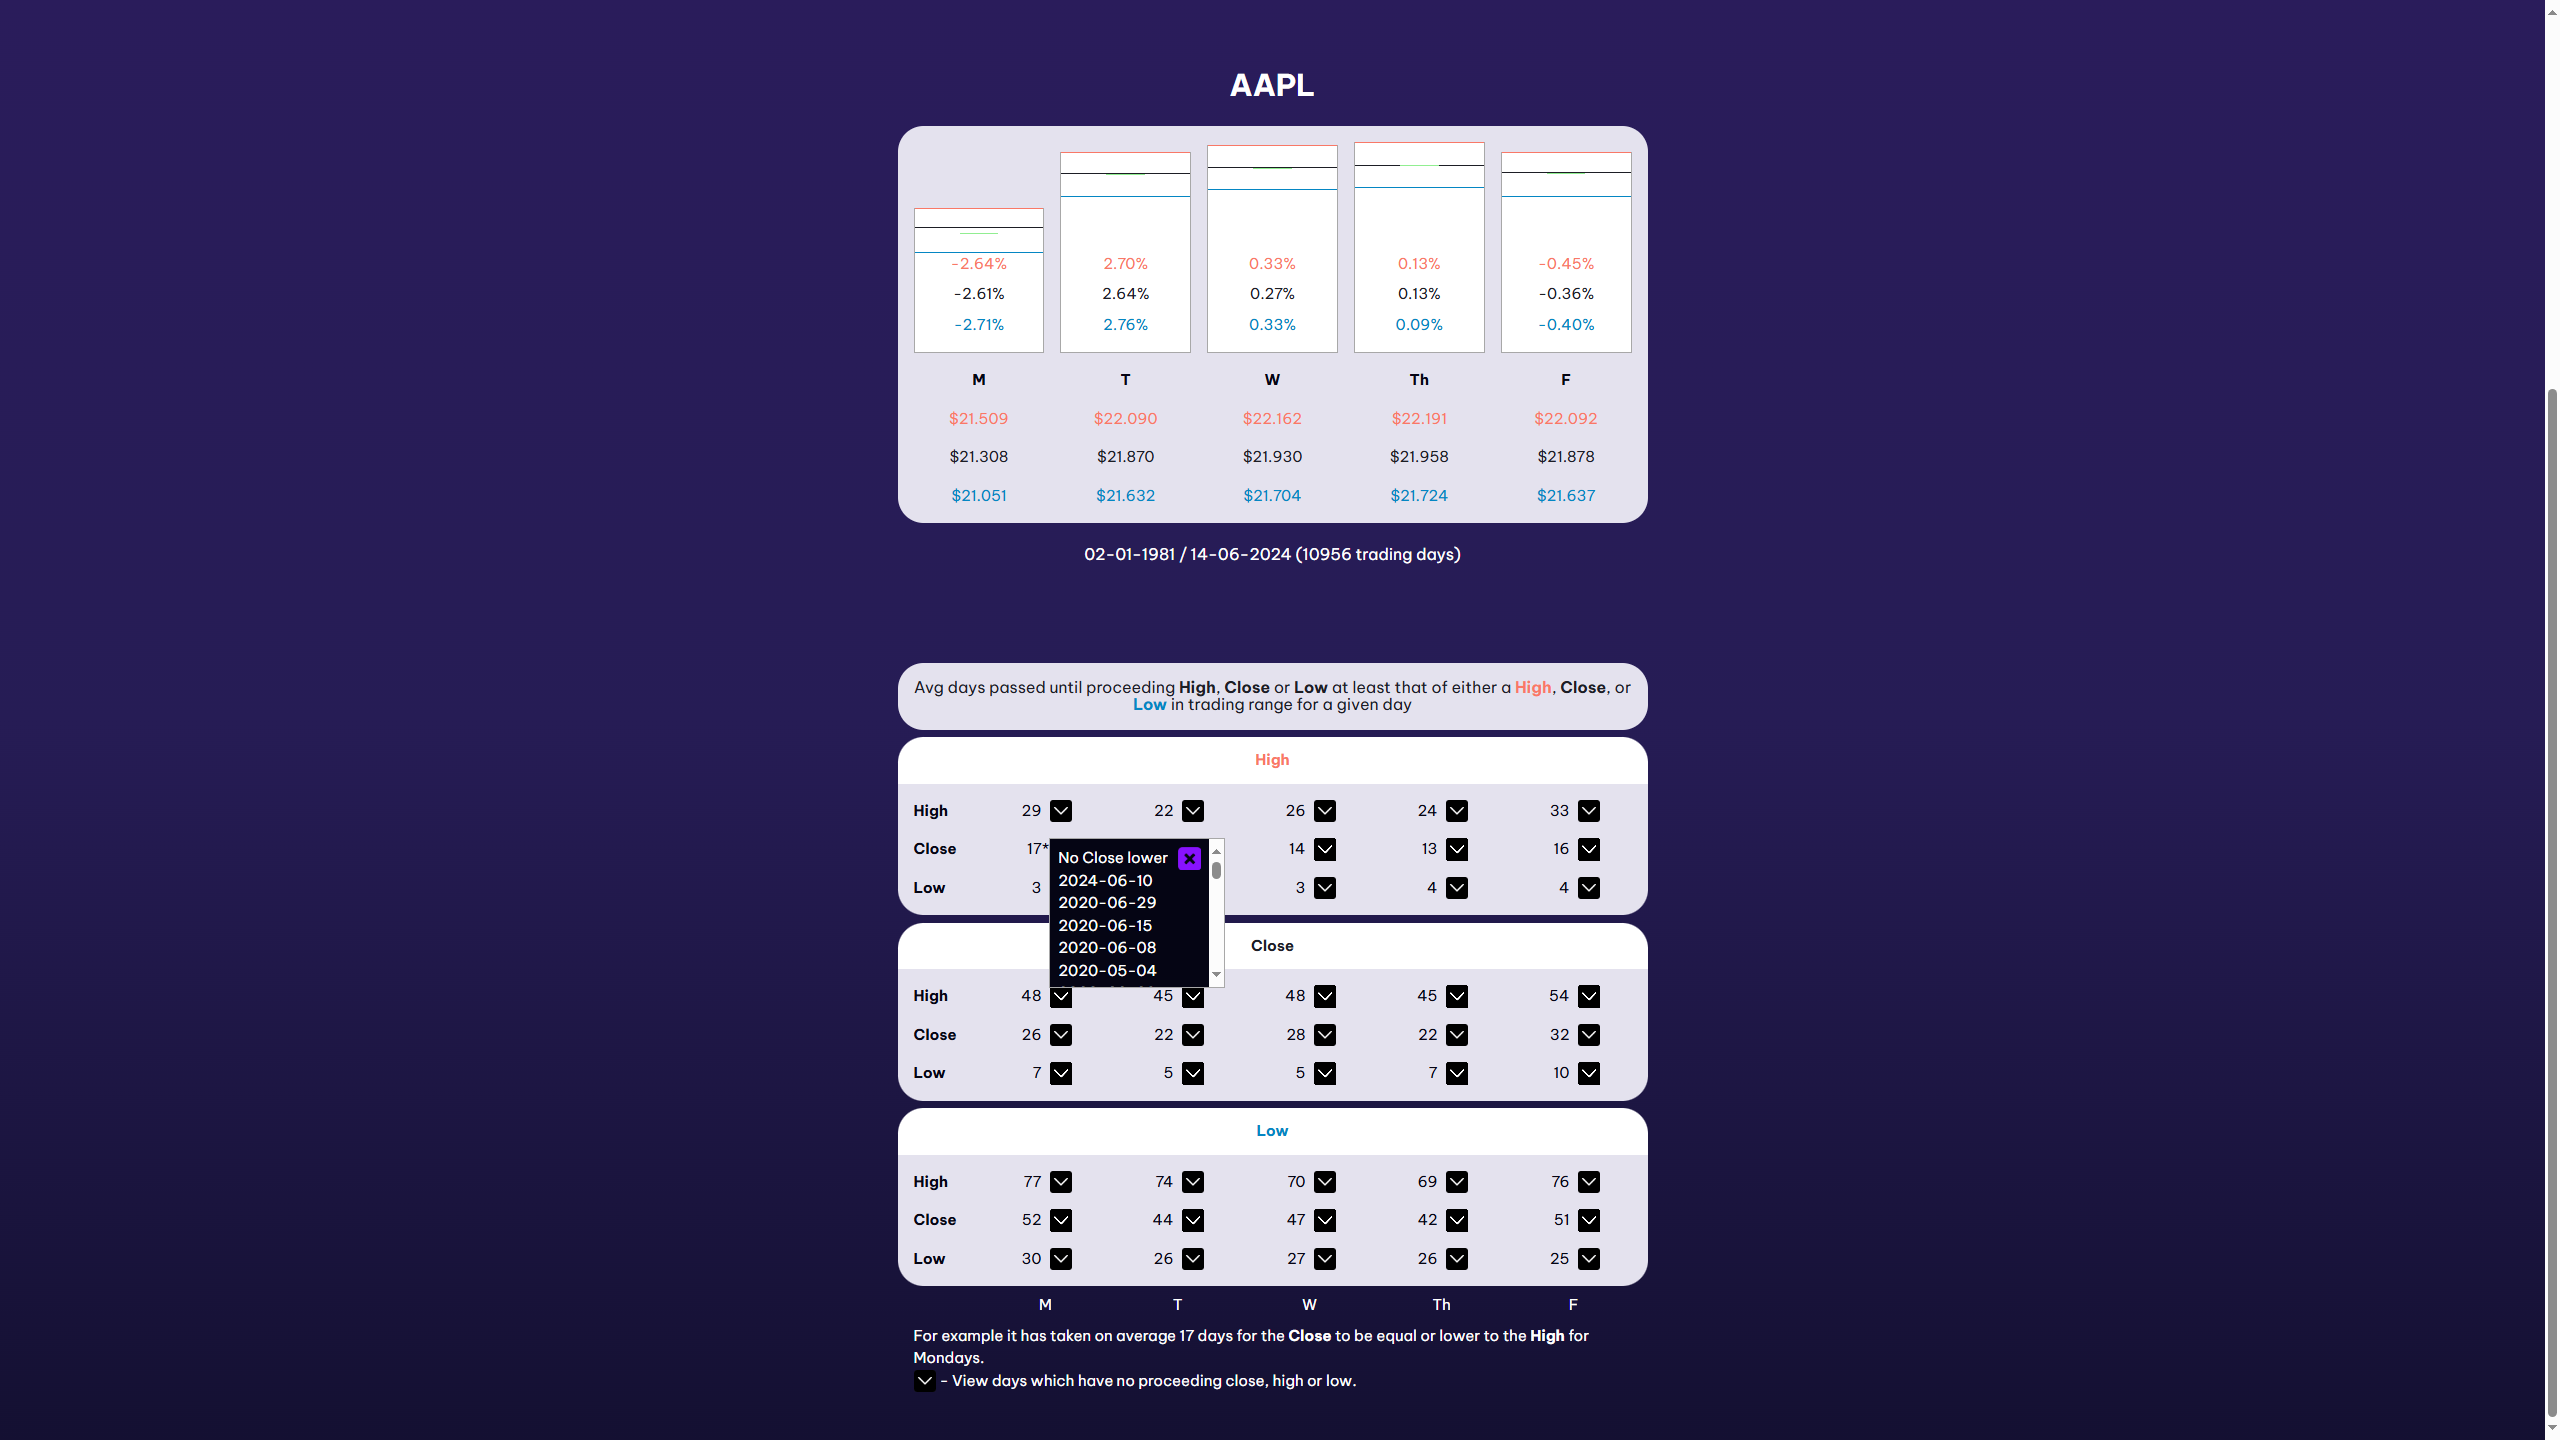 AAPL
-2.64% 2.70% 0.33% 0.13% -0.45%
-2.61% 2.64% 0.27% 0.13% -0.36%
-2.71% 2.76% 0.33% 0.09% -0.40%
M T W Th F
$21.509 $22.090 $22.162 $22.191 $22.092
$21.308 $21.870 $21.930 $21.958 $21.878
$21.051 $21.632 $21.704 $21.724 $21.637
02-01-1981 / 14-06-2024 (10956 trading days)
Avg days passed until proceeding High, Close or Low at least that of either a High, Close, or
Low in trading range for a given day
High
High 29 22 26 24 33
Close 17* 14 13 16
Low 3 3 4 4
No Close lower
2024-06-10
2020-06-29
2020-06-15
2020-06-08
2020-05-04
Close
High 48 45 48 45 54
Close 26 22 28 22 32
Low 7 5 5 7 10
Low
High 77 74 70 69 76
Close 52 44 47 42 51
Low 30 26 27 26 25
M T W Th F
For example it has taken on average 17 days for the Close to be equal or lower to the High for
Mondays.
- View days which have no proceeding close, high or low.